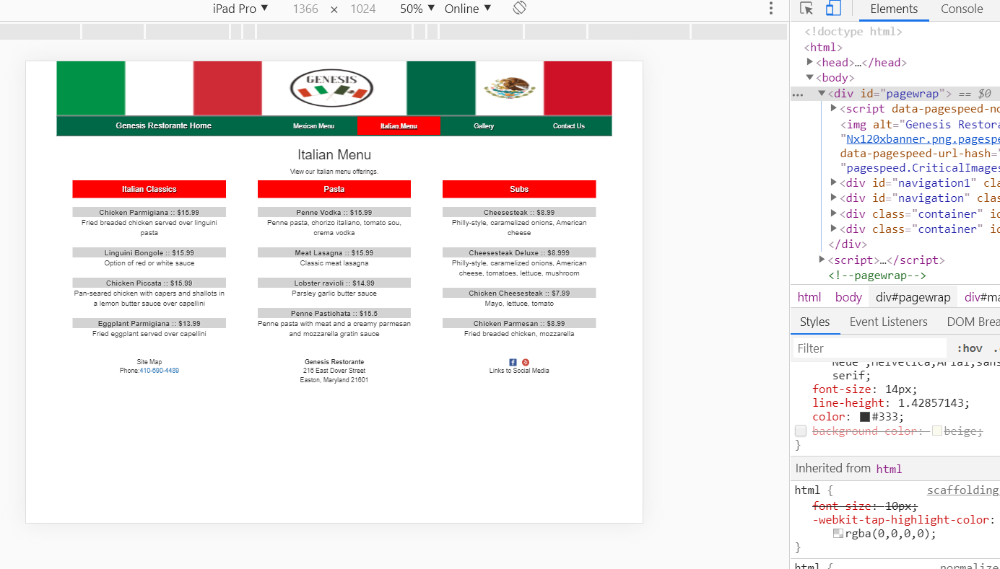 iPad Pro ▼ 1366 × 1024 50% ▼ Online ▼
Elements Console
GENESIS
Genesis Restorante Home Mexican Menu Italian Menu Gallery Contact Us
Italian Menu
View our Italian menu offerings.
Italian Classics
Chicken Parmigiana :: $15.99
Fried breaded chicken served over linguini
pasta
Linguini Bongole :: $15.99
Option of red or white sauce
Chicken Piccata :: $15.99
Pan-seared chicken with capers and shallots in
a lemon butter sauce over capellini
Eggplant Parmigiana :: $13.99
Fried eggplant served over capellini
Pasta
Penne Vodka :: $15.99
Penne pasta, chorizo italiano, tomato sou,
crema vodka
Meat Lasagna :: $15.99
Classic meat lasagna
Lobster ravioli :: $14.99
Parsley garlic butter sauce
Penne Pastichata :: $15.5
Penne pasta with meat and a creamy parmesan
and mozzarella gratin sauce
Subs
Cheesesteak :: $8.99
Philly-style, caramelized onions, American
cheese
Cheesesteak Deluxe :: $8.999
Philly-style, caramelized onions, American
cheese, tomatoes, lettuce, mushroom
Chicken Cheesesteak :: $7.99
Mayo, lettuce, tomato
Chicken Parmesan :: $8.99
Fried breaded chicken, mozzarella
Site Map
Phone:410-690-4489
Genesis Restorante
216 East Dover Street
Easton, Maryland 21601
Links to Social Media
<!doctype html>
<html>
<head>…</head>
<body>
… <div id="pagewrap"> == $0
<script data-pagespeed-no
<img alt="Genesis Restora
"Nx120xbanner.png.pagespe
data-pagespeed-url-hash="
"pagespeed.CriticalImages
<div id="navigation1" cla
<div id="navigation" clas
<div class="container" id
<div class="container" id
</div>
<script>…</script>
<!--pagewrap-->
html body div#pagewrap div#ma
Styles Event Listeners DOM Brea
Filter :hov .
Neue",Helvetica,Arial,sans
serif;
font-size: 14px;
line-height: 1.42857143;
color: #333;
background-color: beige;
}
Inherited from html
html { scaffolding
font-size: 10px;
-webkit-tap-highlight-color:
rgba(0,0,0,0);
}
html { normalize